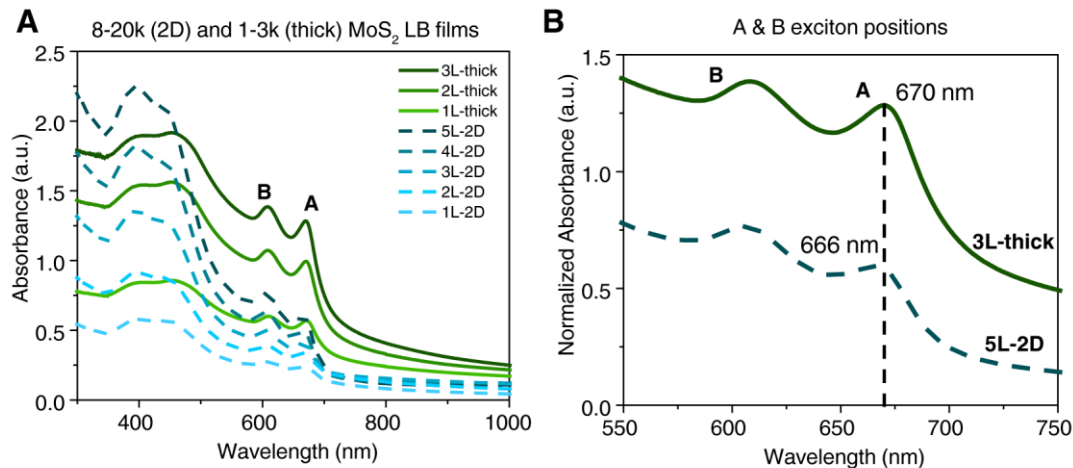 A
8-20k (2D) and 1-3k (thick) MoS₂ LB films
Absorbance (a.u.)
2.5
2.0
1.5
1.0
0.5
0.0
400
600
800
1000
Wavelength (nm)
3L-thick
2L-thick
1L-thick
5L-2D
4L-2D
3L-2D
2L-2D
1L-2D
B
A
B
A & B exciton positions
Normalized Absorbance (a.u.)
1.5
1.0
0.5
0.0
550
600
650
700
750
Wavelength (nm)
B
A
670 nm
666 nm
3L-thick
5L-2D